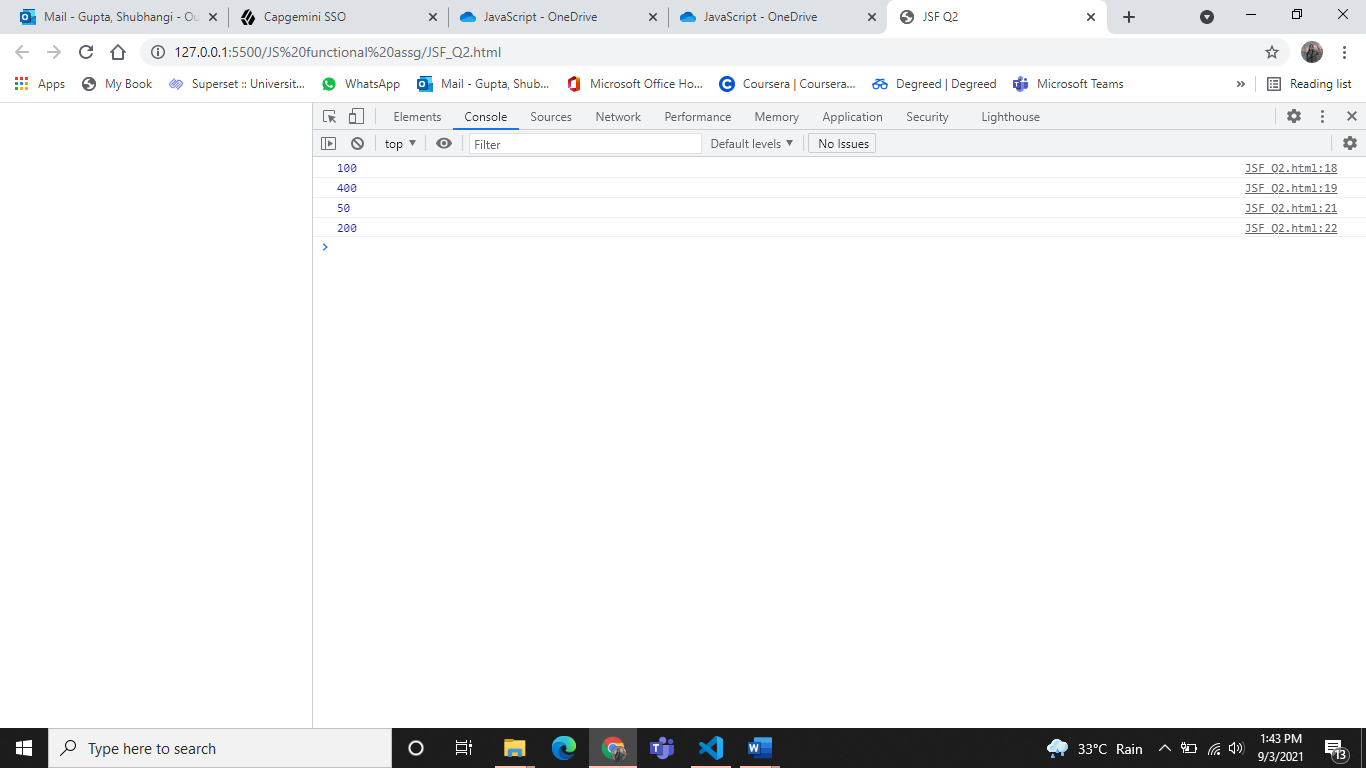 Mail - Gupta, Shubhangi - Ou
Capgemini SSO
JavaScript - OneDrive
JavaScript - OneDrive
JSF Q2
127.0.0.1:5500/JS%20functional%20assg/JSF_Q2.html
Apps My Book Superset :: Universit... WhatsApp Mail - Gupta, Shub... Microsoft Office Ho... Coursera | Coursera... Degreed | Degreed Microsoft Teams » Reading list
Elements Console Sources Network Performance Memory Application Security Lighthouse
top Filter Default levels No Issues
100 JSF_Q2.html:18
400 JSF_Q2.html:19
50 JSF_Q2.html:21
200 JSF_Q2.html:22
Type here to search
33°C Rain
1:43 PM
9/3/2021
13